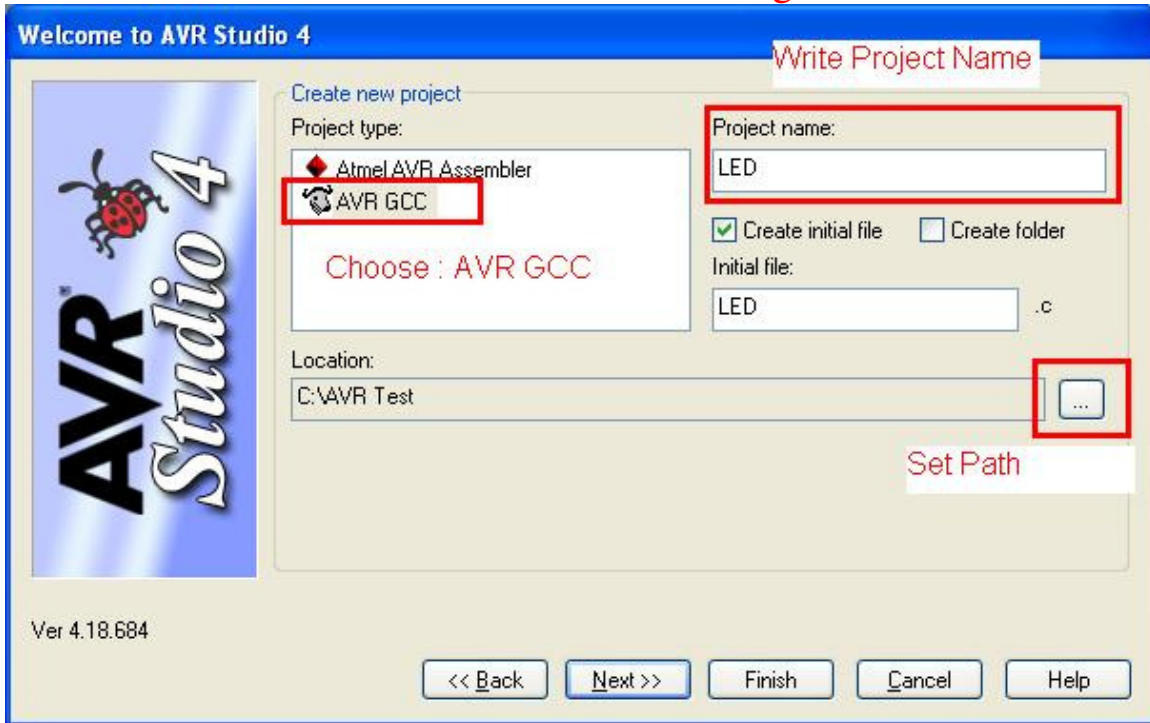 Welcome to AVR Studio 4
Write Project Name
Create new project
Project type:
Project name:
Atmel AVR Assembler
LED
AVR GCC
Create initial file
Create folder
Choose : AVR GCC
Initial file:
LED
.c
Location:
C:\AVR Test
...
Set Path
AVR®
Studio 4
Ver 4.18.684
<< Back
Next >>
Finish
Cancel
Help